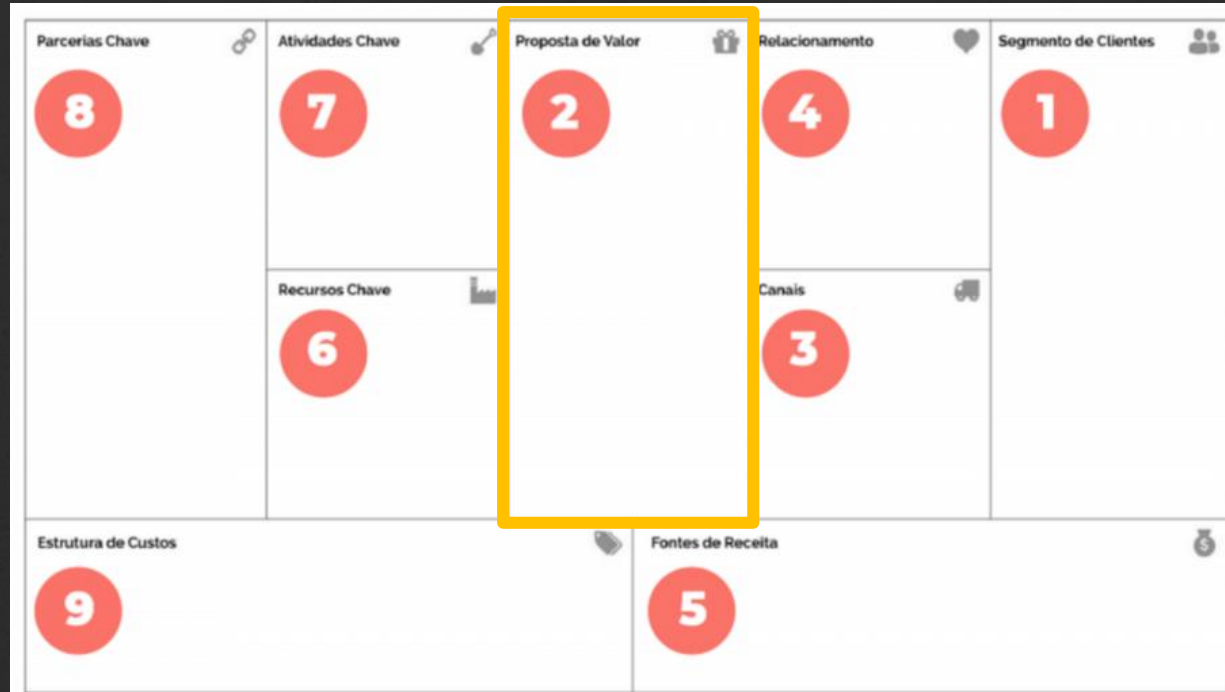 Parcerias Chave
8
Atividades Chave
7
Proposta de Valor
2
Relacionamento
4
Segmento de Clientes
1
Recursos Chave
6
Canais
3
Estrutura de Custos
9
Fontes de Receita
$
5